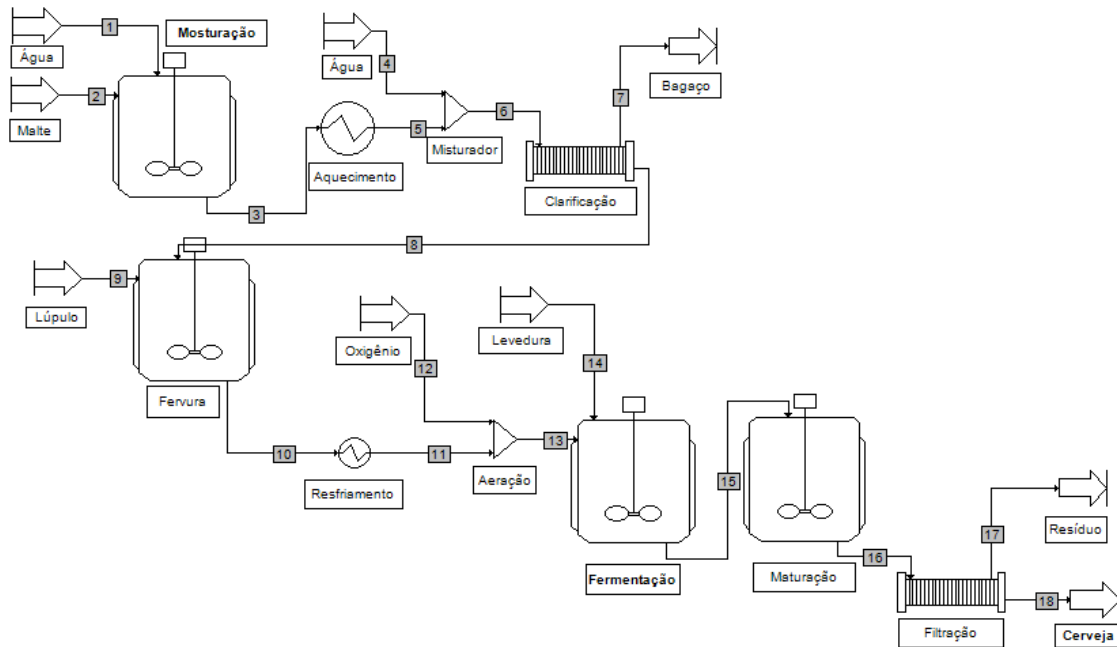 1
Mosturação
Água
2
Malte
3
Água
4
Aquecimento
5
Misturador
6
7
Bagaço
Clarificação
8
9
Lúpulo
Fervura
10
Resfriamento
11
Oxigênio
12
Aeração
13
Levedura
14
Fermentação
15
Maturação
16
17
Resíduo
Filtração
18
Cerveja